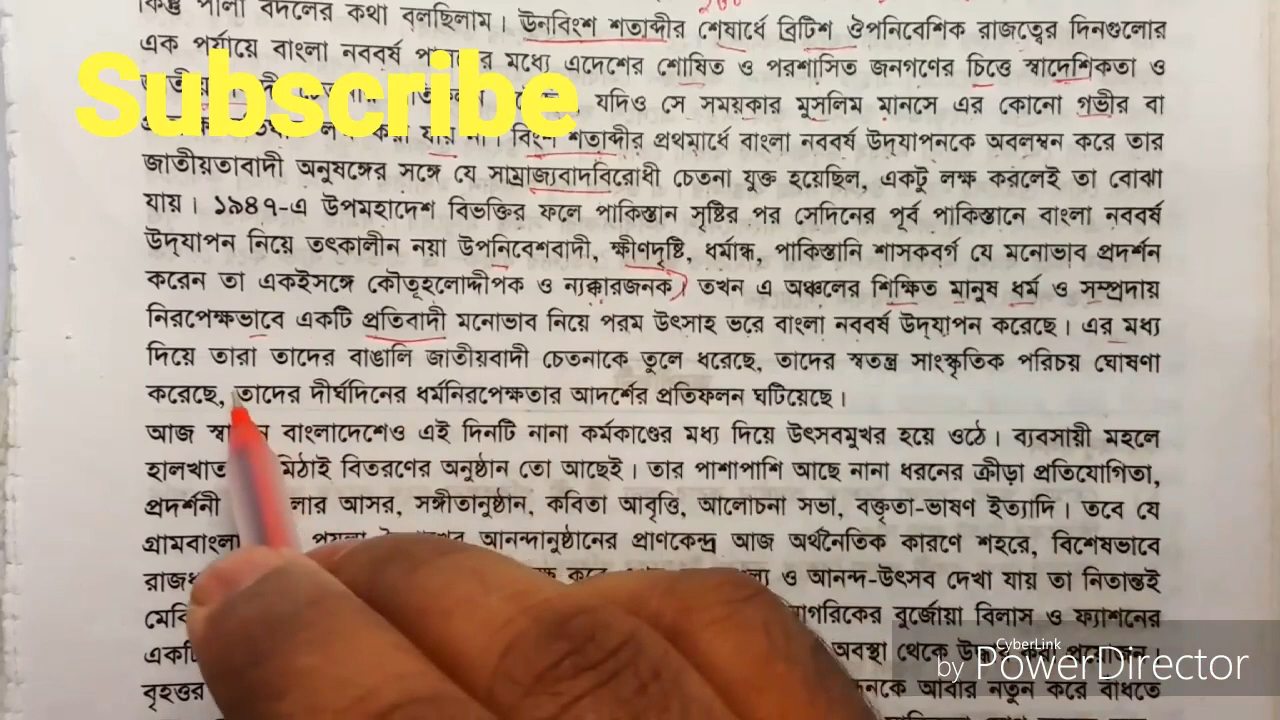 পালা বদলের কথা বলছিলাম। ঊনবিংশ শতাব্দীর শেষার্ধে ব্রিটিশ ঔপনিবেশিক রাজত্বের দিনগুলোর
এক পর্যায়ে বাংলা নববর্ষ মধ্যে এদেশের শোষিত ও পরশাসিত জনগণের চিত্তে স্বাদেশিকতা ও
Subscribe
যদিও সে সময়কার মুসলিম মানসে এর কোনো গভীর বা
যায় না। বিংশ শতাব্দীর প্রথমার্ধে বাংলা নববর্ষ উদ্‌যাপনকে অবলম্বন করে তার
জাতীয়তাবাদী অনুষঙ্গের সঙ্গে যে সাম্রাজ্যবাদবিরোধী চেতনা যুক্ত হয়েছিল, একটু লক্ষ করলেই তা বোঝা
যায়। ১৯৪৭-এ উপমহাদেশ বিভক্তির ফলে পাকিস্তান সৃষ্টির পর সেদিনের পূর্ব পাকিস্তানে বাংলা নববর্ষ
উদ্‌যাপন নিয়ে তৎকালীন নয়া উপনিবেশবাদী, ক্ষীণদৃষ্টি, ধর্মান্ধ, পাকিস্তানি শাসকবর্গ যে মনোভাব প্রদর্শন
করেন তা একইসঙ্গে কৌতূহলোদ্দীপক ও ন্যক্কারজনক। তখন এ অঞ্চলের শিক্ষিত মানুষ ধর্ম ও সম্প্রদায়
নিরপেক্ষভাবে একটি প্রতিবাদী মনোভাব নিয়ে পরম উৎসাহ ভরে বাংলা নববর্ষ উদ্‌যাপন করেছে। এর মধ্য
দিয়ে তারা তাদের বাঙালি জাতীয়বাদী চেতনাকে তুলে ধরেছে, তাদের স্বতন্ত্র সাংস্কৃতিক পরিচয় ঘোষণা
করেছে, তাদের দীর্ঘদিনের ধর্মনিরপেক্ষতার আদর্শের প্রতিফলন ঘটিয়েছে।
আজ বাংলাদেশেও এই দিনটি নানা কর্মকাণ্ডের মধ্য দিয়ে উৎসবমুখর হয়ে ওঠে। ব্যবসায়ী মহলে
মিঠাই বিতরণের অনুষ্ঠান তো আছেই। তার পাশাপাশি আছে নানা ধরনের ক্রীড়া প্রতিযোগিতা,
প্রদর্শনী আসর, সঙ্গীতানুষ্ঠান, কবিতা আবৃত্তি, আলোচনা সভা, বক্তৃতা-ভাষণ ইত্যাদি। তবে যে
গ্রামবাংলা আনন্দানুষ্ঠানের প্রাণকেন্দ্র আজ অর্থনৈতিক কারণে শহরে, বিশেষভাবে
ও আনন্দ-উৎসব দেখা যায় তা নিতান্তই
বুর্জোয়া বিলাস ও ফ্যাশনের
অবস্থা থেকে
আবার নতুন করে বাঁধতে
CyberLink
by PowerDirector